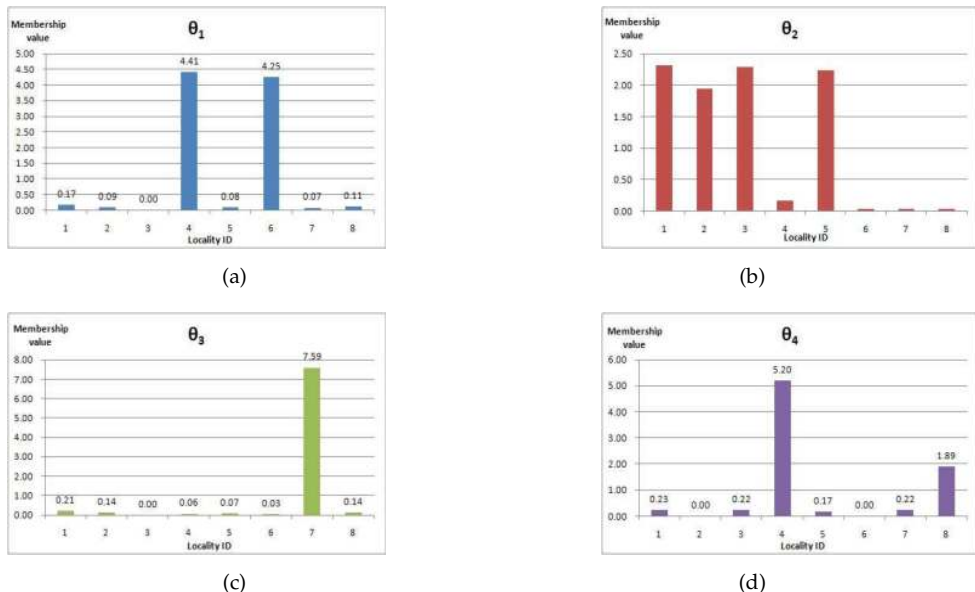 Membership
value
θ1
5.00
4.50
4.00
3.50
3.00
2.50
2.00
1.50
1.00
0.50
0.00
0.17 0.09 0.00 4.41 0.08 4.25 0.07 0.11
1 2 3 4 5 6 7 8
Locality ID
(a)
Membership
value
θ2
2.50
2.00
1.50
1.00
0.50
0.00
1 2 3 4 5 6 7 8
Locality ID
(b)
Membership
value
θ3
8.00
7.00
6.00
5.00
4.00
3.00
2.00
1.00
0.00
0.21 0.14 0.00 0.06 0.07 0.03 7.59 0.14
1 2 3 4 5 6 7 8
Locality ID
(c)
Membership
value
θ4
6.00
5.00
4.00
3.00
2.00
1.00
0.00
0.23 0.00 0.22 5.20 0.17 0.00 0.22 1.89
1 2 3 4 5 6 7 8
Locality ID
(d)